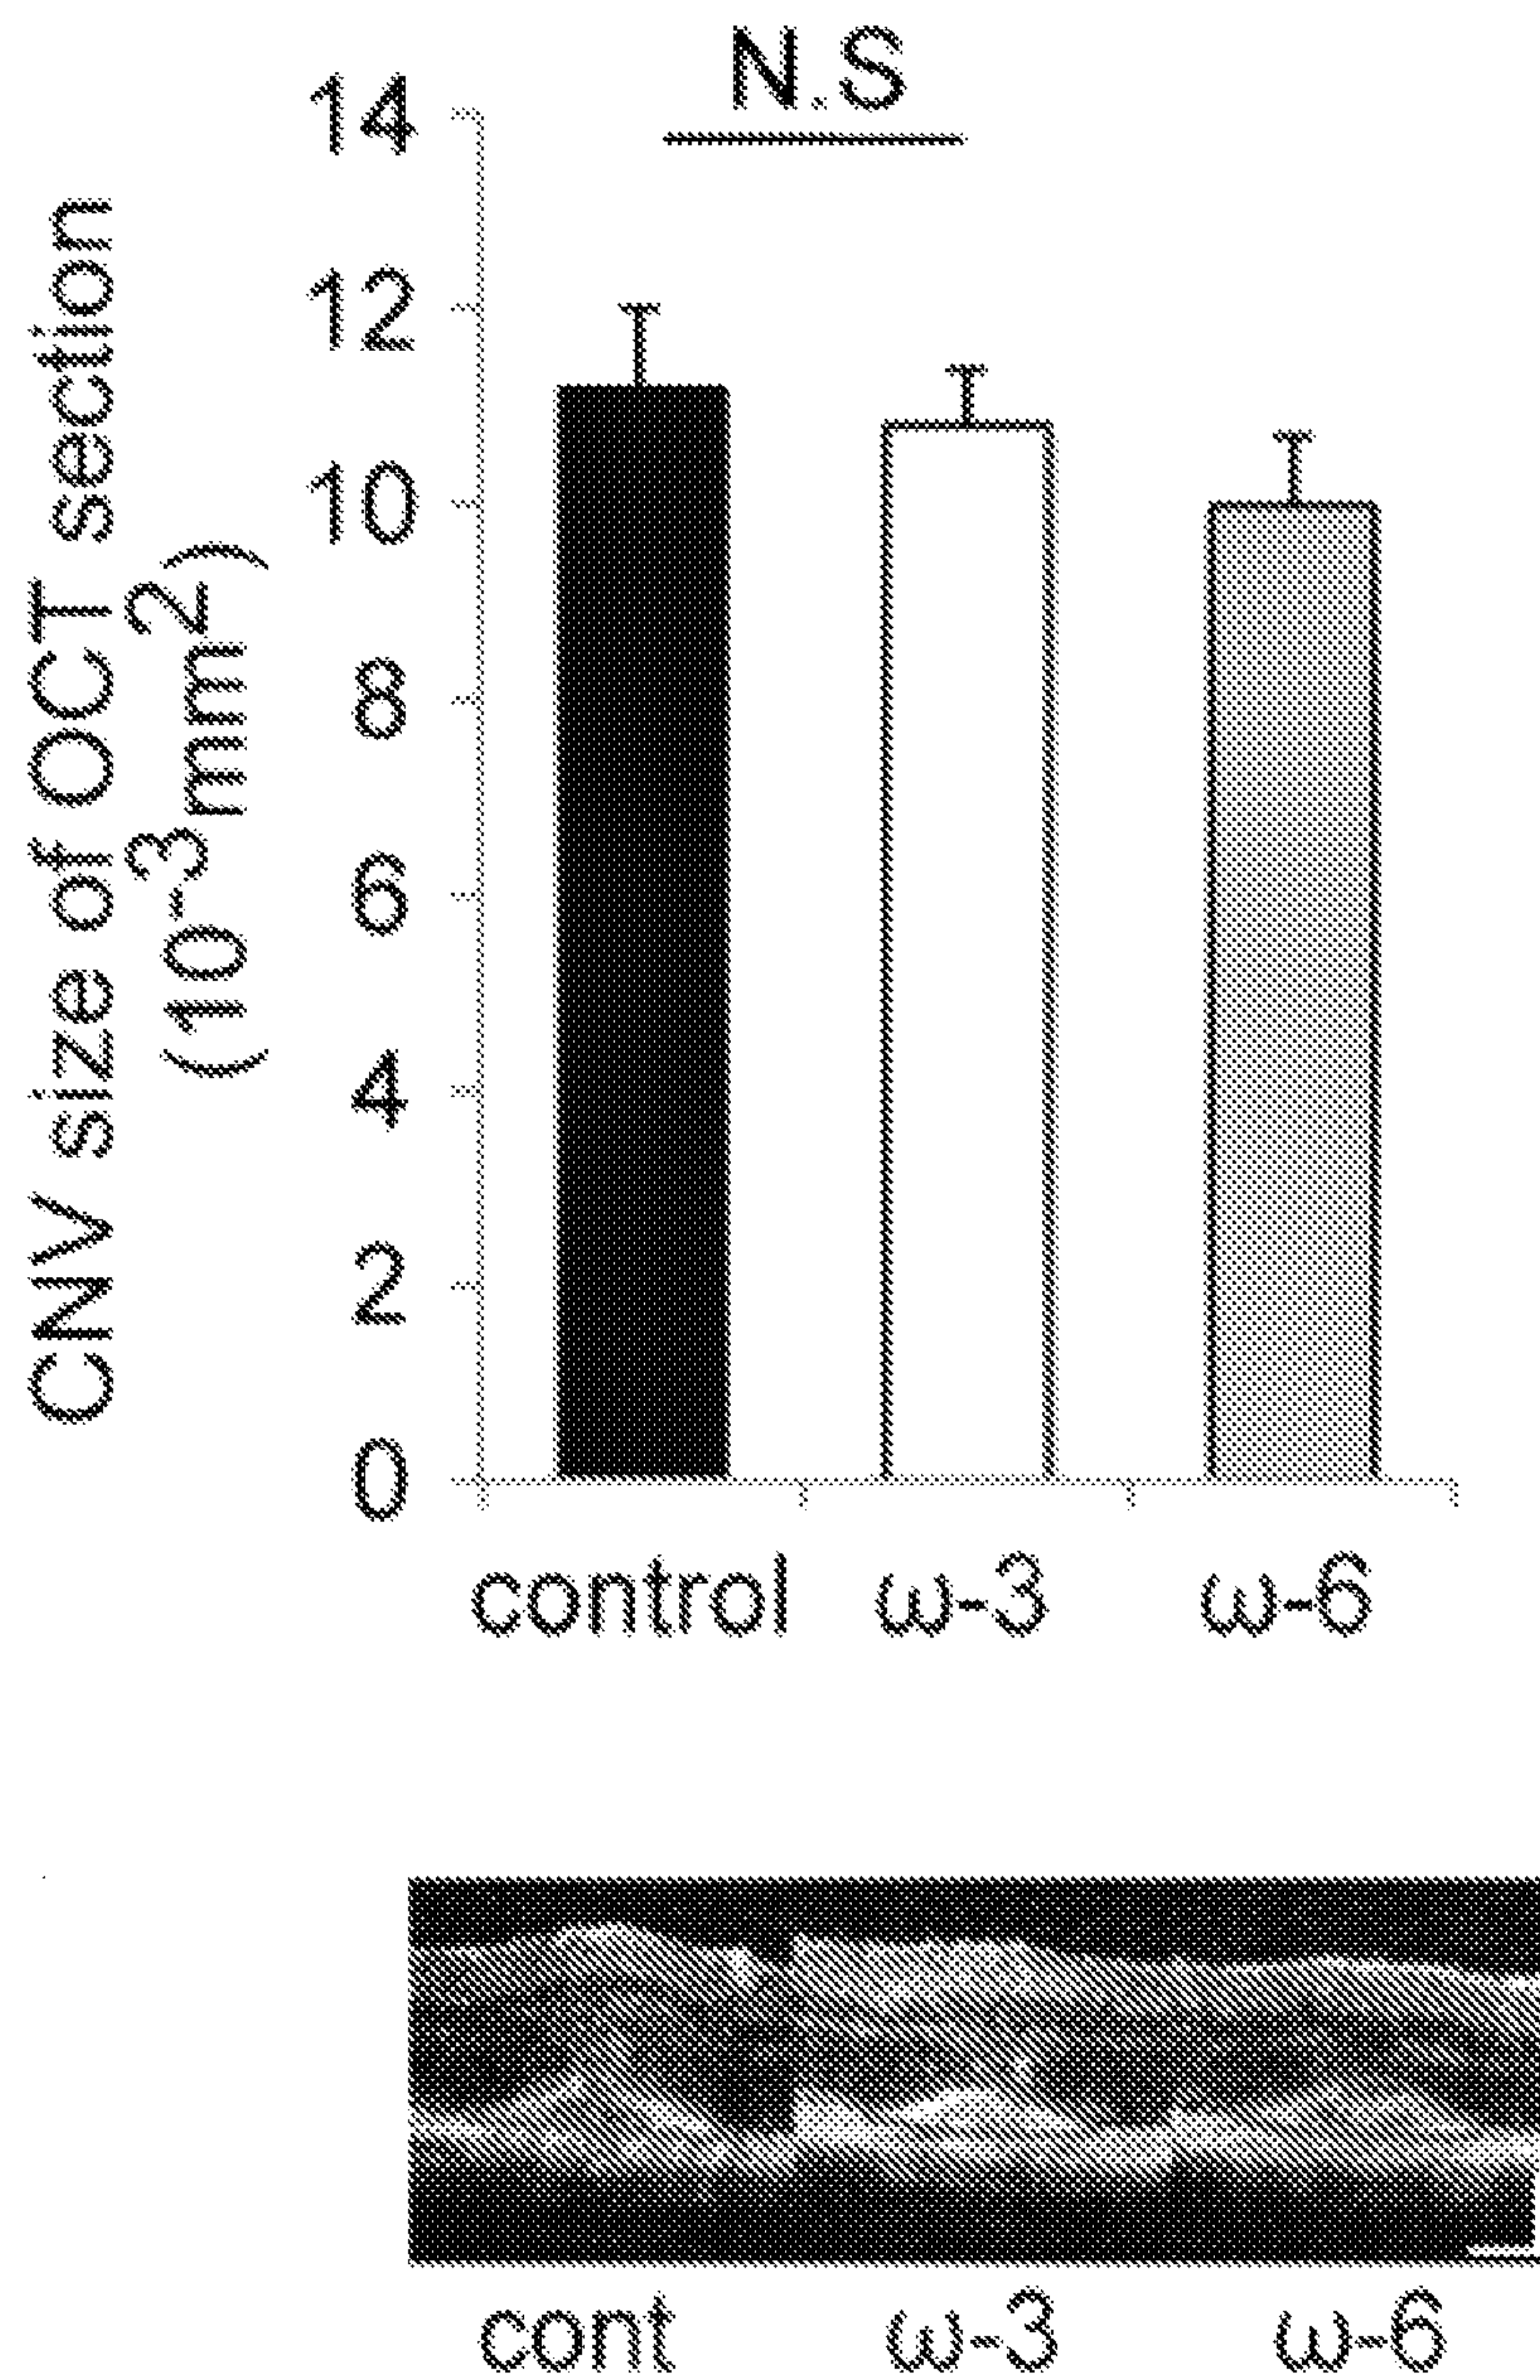 N.S
CNV size of OCT section
(10⁻³mm²)
14
12
10
8
6
4
2
0
control ω-3 ω-6
cont ω-3 ω-6